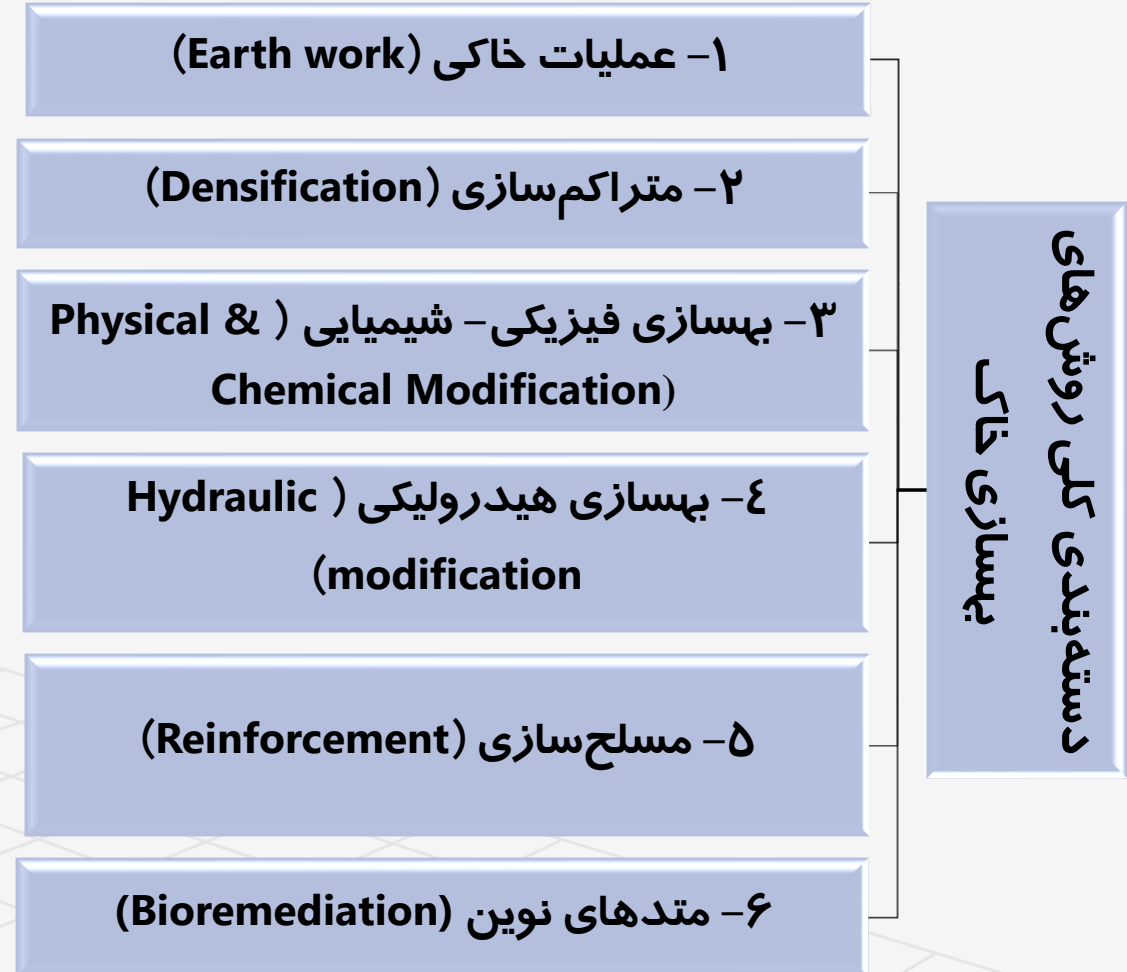 دسته‌بندی کلی روش‌های
بهسازی خاک
۱- عملیات خاکی (Earth work)
۲- متراکم‌سازی (Densification)
۳- بهسازی فیزیکی- شیمیایی (Physical &
Chemical Modification)
٤- بهسازی هیدرولیکی (Hydraulic
modification)
۵- مسلح‌سازی (Reinforcement)
۶- متدهای نوین (Bioremediation)